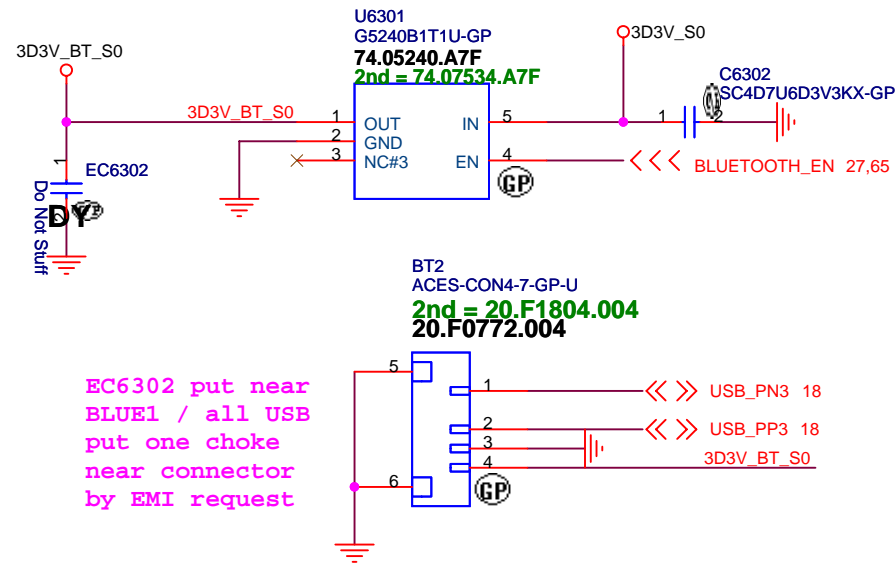 U6301
G5240B1T1U-GP
74.05240.A7F
2nd = 74.07534.A7F
3D3V_BT_S0
3D3V_S0
C6302
SC4D7U6D3V3KX-GP
3D3V_BT_S0
1 OUT IN 5
2 GND
3 NC#3 EN 4
1 2
GP
BLUETOOTH_EN 27,65
1
EC6302
Do Not Stuff
DY
2
BT2
ACES-CON4-7-GP-U
2nd = 20.F1804.004
20.F0772.004
5
1 USB_PN3 18
2 USB_PP3 18
3
4 3D3V_BT_S0
6
GP
EC6302 put near
BLUE1 / all USB
put one choke
near connector
by EMI request